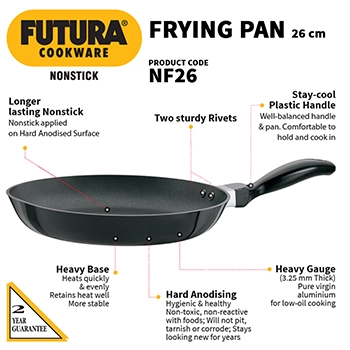 FUTURA®
COOKWARE
NONSTICK
FRYING PAN 26 cm
PRODUCT CODE
NF26
Longer
lasting Nonstick
Nonstick applied
on Hard Anodised Surface
Two sturdy Rivets
Stay-cool
Plastic Handle
Well-balanced handle
& pan. Comfortable to
hold and cook in
Heavy Base
Heats quickly
& evenly
Retains heat well
More stable
Hard Anodising
Hygienic & healthy
Non-toxic, non-reactive
with foods; Will not pit,
tarnish or corrode; Stays
looking new for years
Heavy Gauge
(3.25 mm Thick)
Pure virgin
aluminium
for low-oil cooking
2
YEAR
GUARANTEE